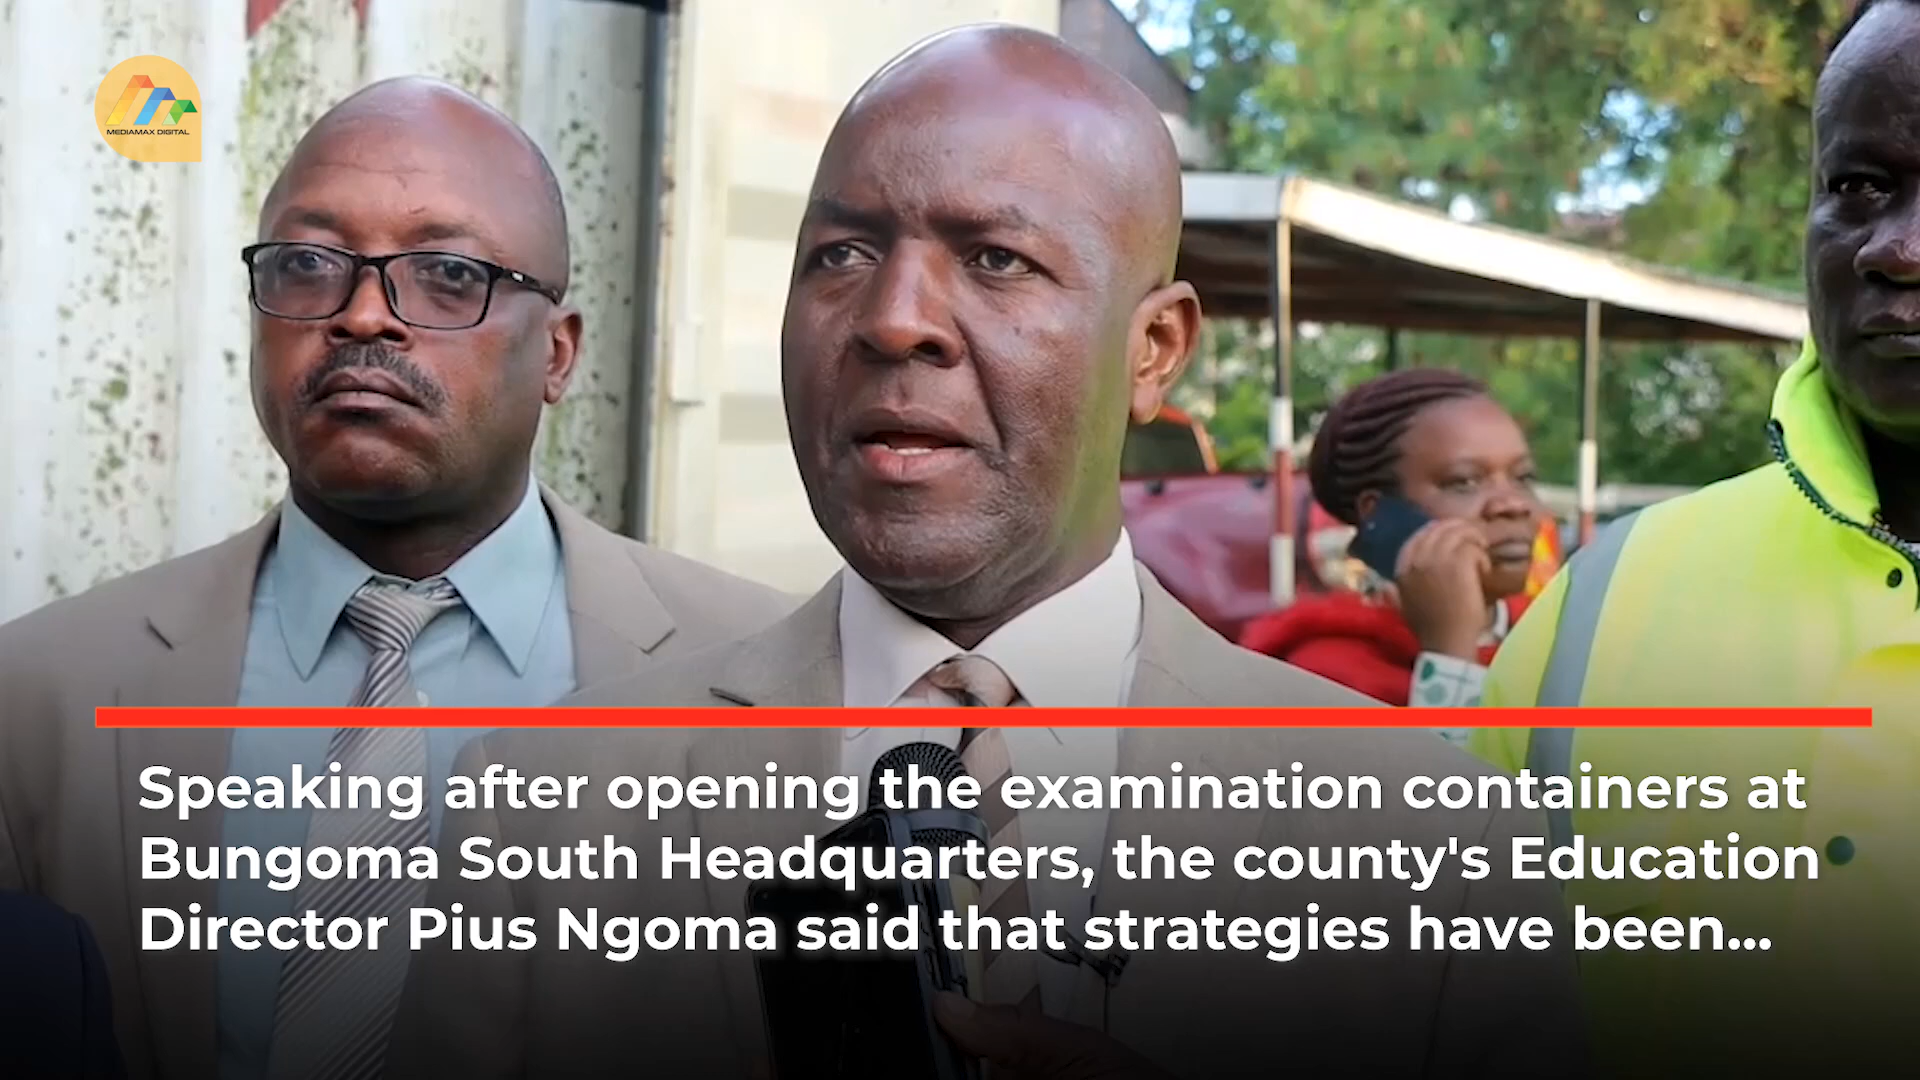 MEDIAMAX DIGITAL
Speaking after opening the examination containers at
Bungoma South Headquarters, the county's Education
Director Pius Ngoma said that strategies have been...